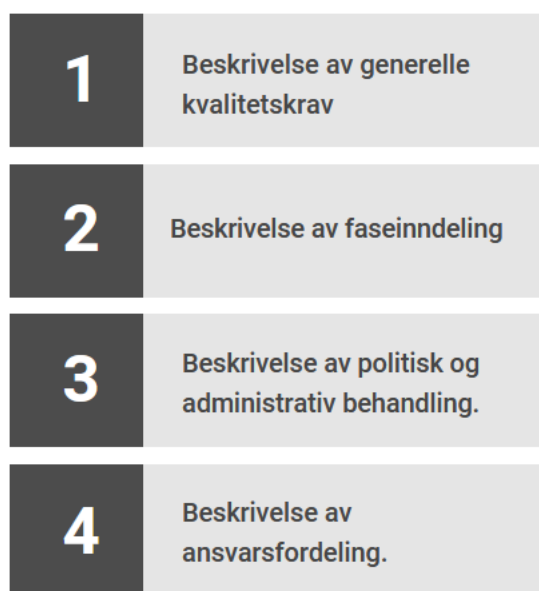 1
Beskrivelse av generelle
kvalitetskrav
2
Beskrivelse av faseinndeling
3
Beskrivelse av politisk og
administrativ behandling.
4
Beskrivelse av
ansvarsfordeling.